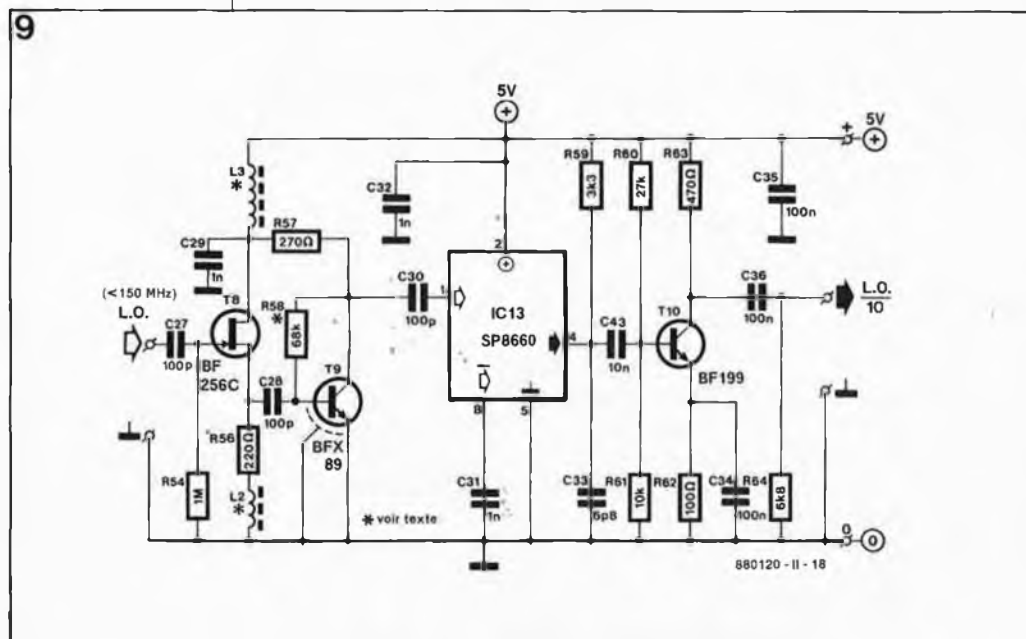 9
5V
+
+
5V
L3
*
C32
1n
R59
3k3
R60
27k
R63
470Ω
C35
100n
C29
1n
R57
270Ω
(<150 MHz)
L.O.
T8
C27
100p
BF
256C
R58
*
68k
C30
100p
1
2
+
IC13
SP8660
4
8
5
C43
10n
T10
BF199
C36
100n
L.O.
10
C28
100p
T9
BFX
89
R56
220Ω
R54
1M
L2
*
* voir texte
C31
1n
C33
6p8
R61
10k
R62
100Ω
C34
100n
R64
6k8
0
0
880120 - II - 18